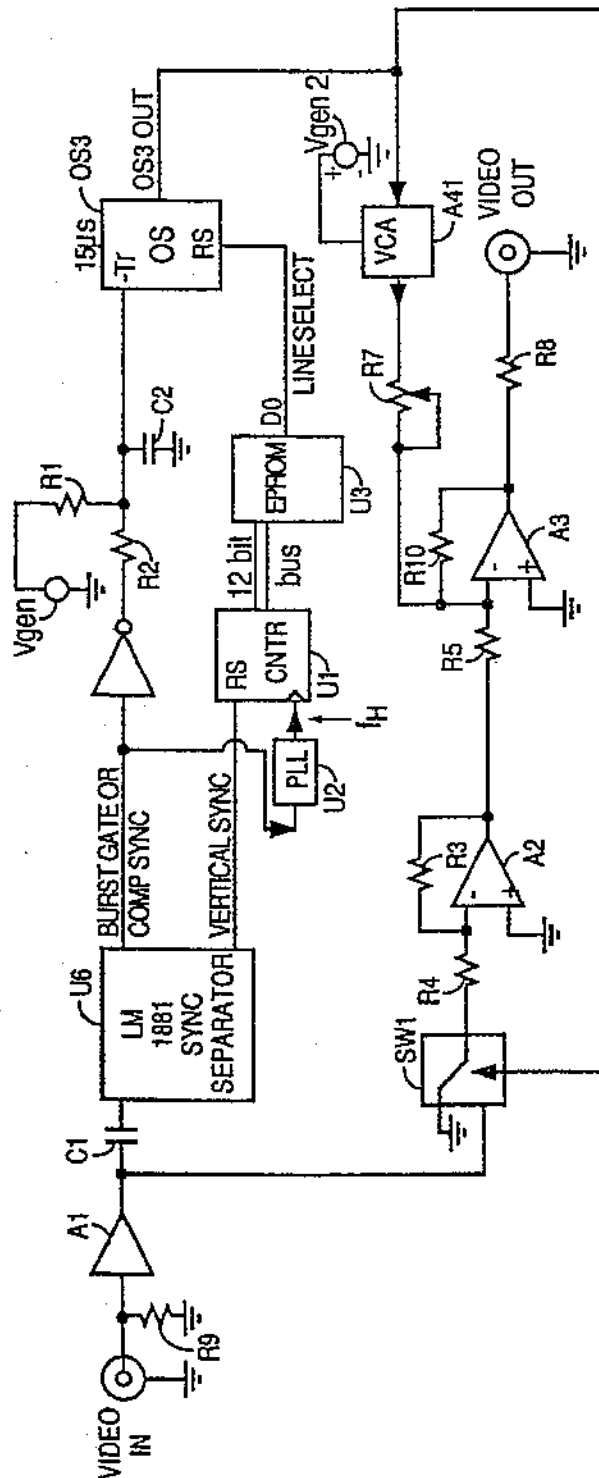 VIDEO
IN
R9
A1
C1
U6
LM
1881
SYNC
SEPARATOR
BURST GATE OR
COMP SYNC
VERTICAL SYNC
Vgen
R1
R2
C2
15µs
OS3
-Tr
OS
RS
OS3 OUT
U2
PLL
fH
RS
CNTR
U1
12 bit
bus
EPROM
D0
U3
LINESELECT
SW1
R4
R3
-
+
A2
R5
R10
-
+
A3
R7
VCA
A41
+
-
Vgen 2
R8
VIDEO
OUT